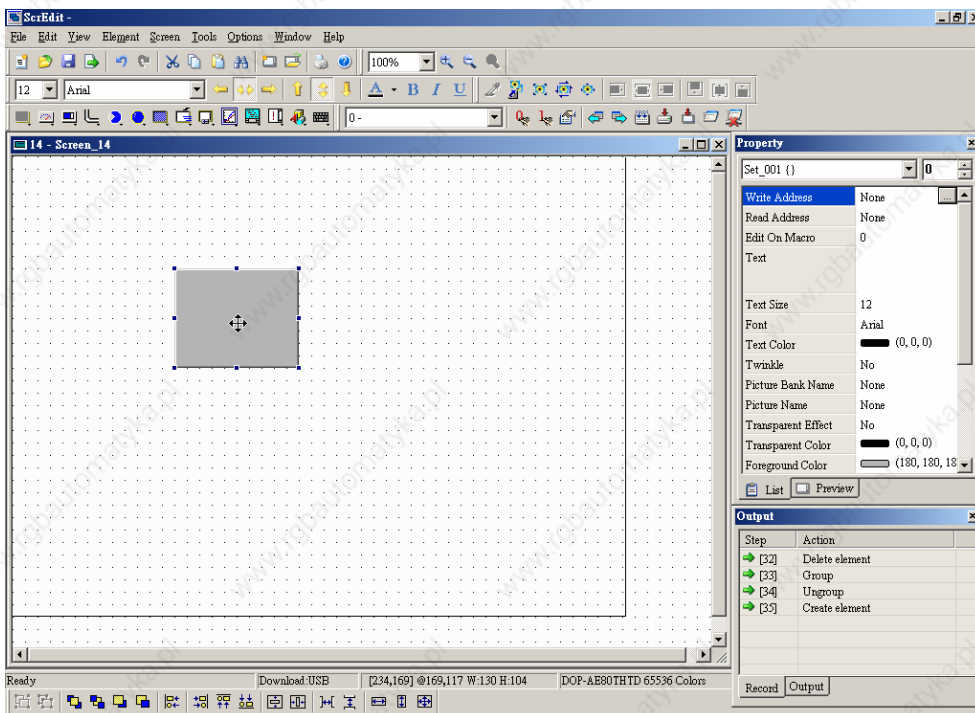 ScrEdit -
File Edit View Element Screen Tools Options Window Help
100%
12 Arial A B I U
0 -
14 - Screen_14
Property
Set_001 {} 0
Write Address None ...
Read Address None
Edit On Macro 0
Text
Text Size 12
Font Arial
Text Color (0, 0, 0)
Twinkle No
Picture Bank Name None
Picture Name None
Transparent Effect No
Transparent Color (0, 0, 0)
Foreground Color (180, 180, 18
List Preview
Output
Step Action
[32] Delete element
[33] Group
[34] Ungroup
[35] Create element
Record Output
Ready Download:USB [234,169] @169,117 W:130 H:104 DOP-AE80THTD 65536 Colors
www.rgbautomatyka.pl